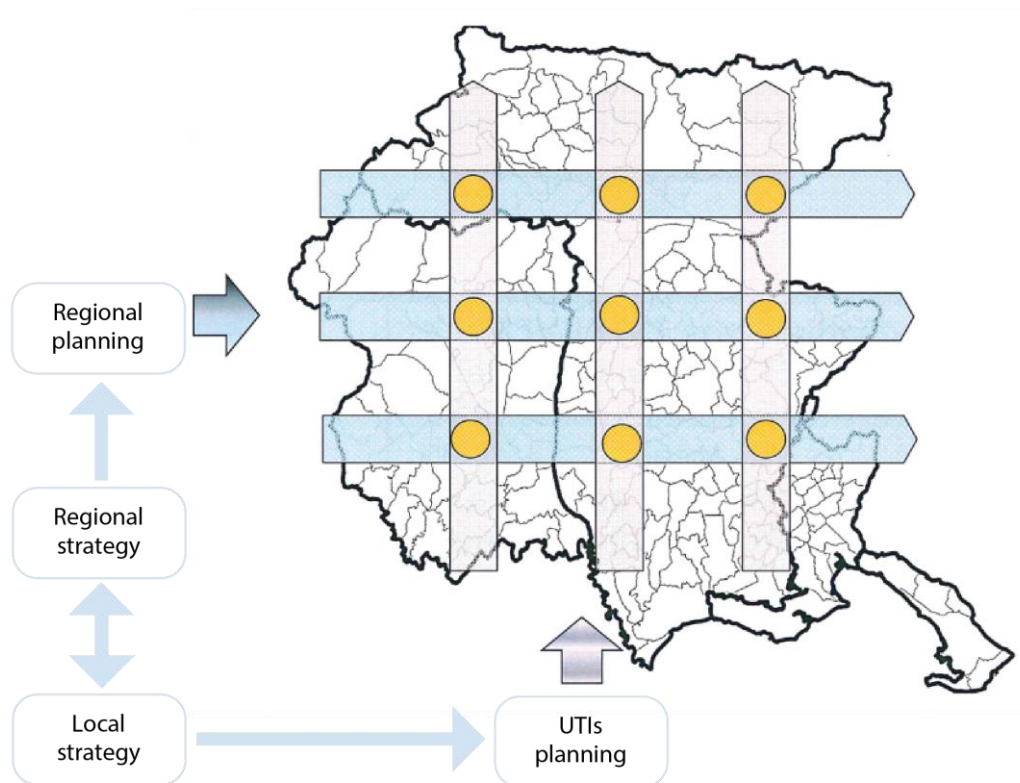 Regional
planning
Regional
strategy
Local
strategy
UTIs
planning